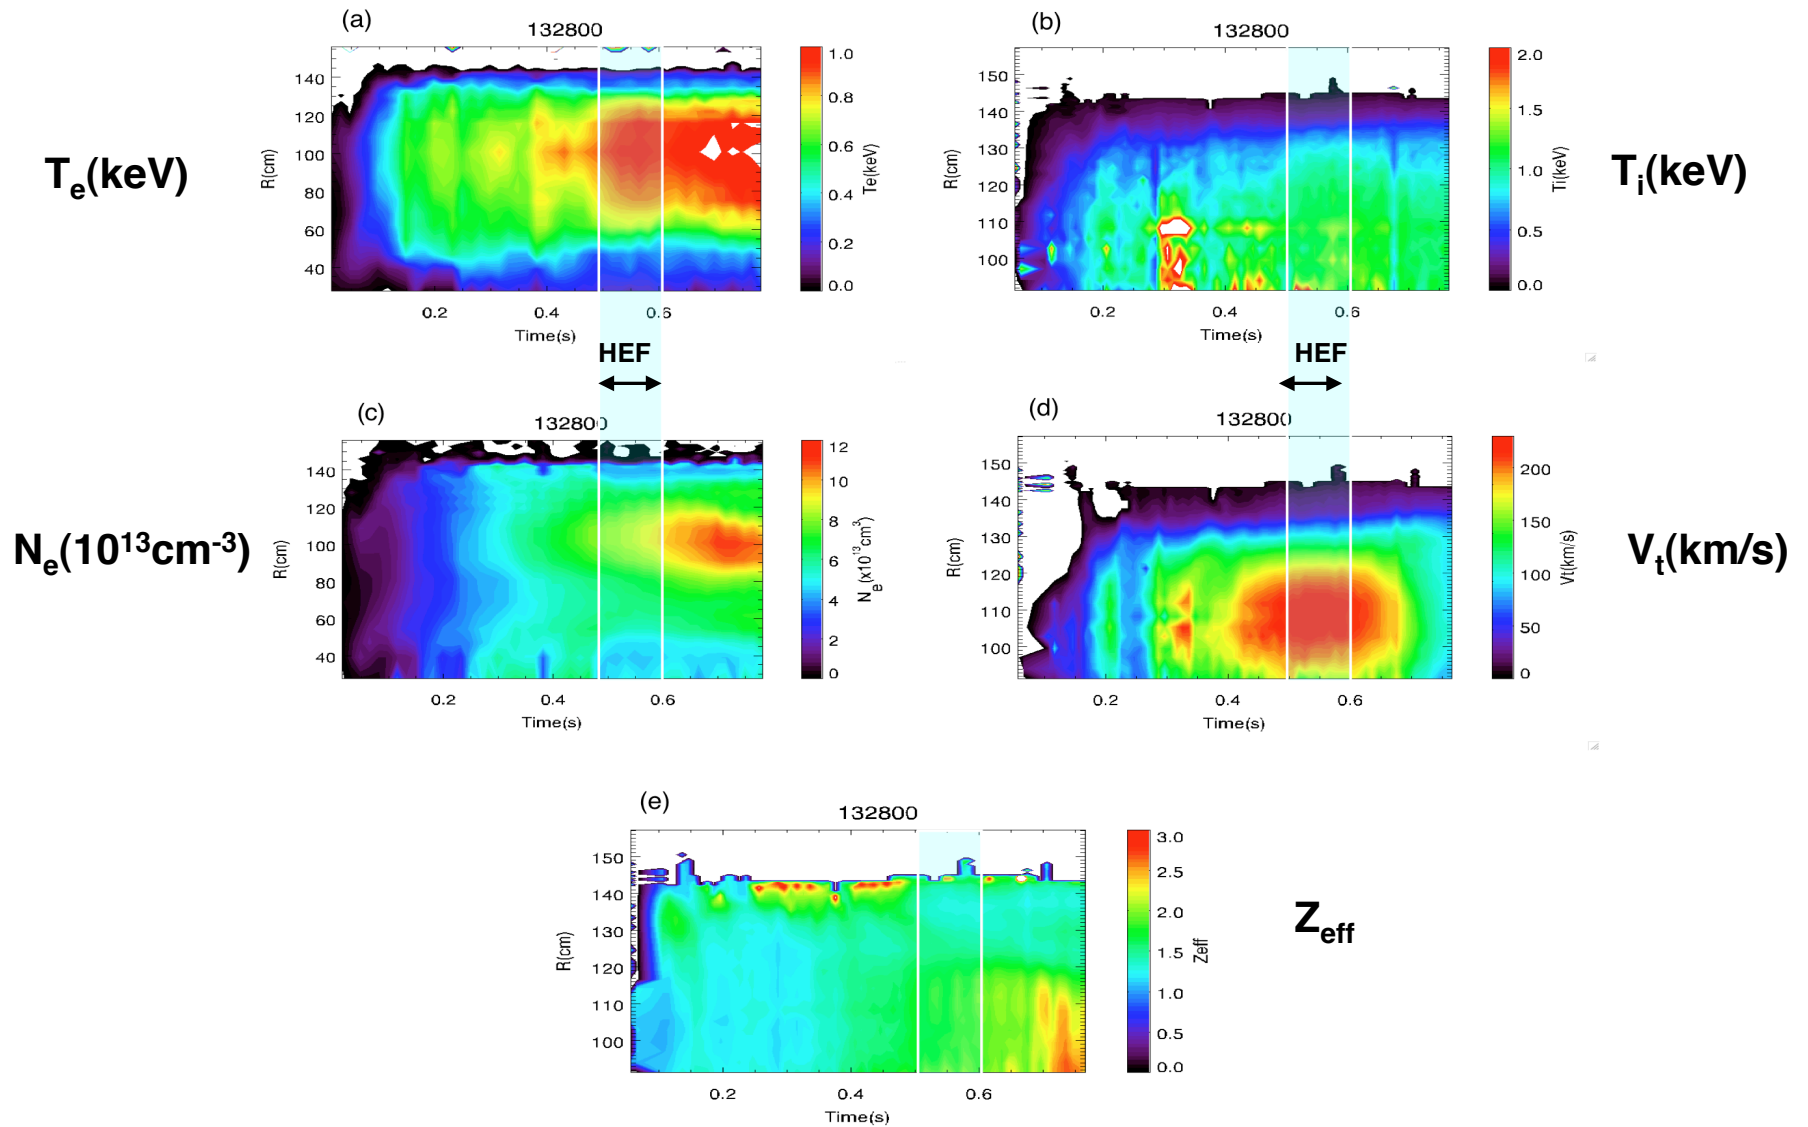 (a)
132800
140
120
100
80
60
40
R(cm)
0.2
0.4
0.6
Time(s)
1.0
0.8
0.6
0.4
0.2
0.0
Te(keV)
Te(keV)
(b)
132800
150
140
130
120
110
100
R(cm)
0.2
0.4
0.6
Time(s)
2.0
1.5
1.0
0.5
0.0
Ti(keV)
Ti(keV)
HEF
HEF
(c)
132800
140
120
100
80
60
40
R(cm)
0.2
0.4
0.6
Time(s)
12
10
8
6
4
2
0
Ne(x10¹³cm³)
Ne(10¹³cm⁻³)
(d)
132800
150
140
130
120
110
100
R(cm)
0.2
0.4
0.6
Time(s)
200
150
100
50
0
Vt(km/s)
Vt(km/s)
(e)
132800
150
140
130
120
110
100
R(cm)
0.2
0.4
0.6
Time(s)
3.0
2.5
2.0
1.5
1.0
0.5
0.0
Zeff
Zeff